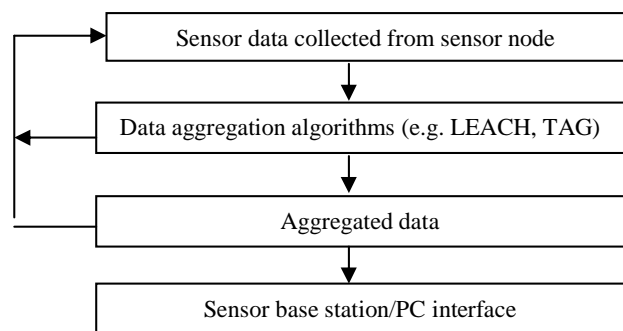 Sensor data collected from sensor node
Data aggregation algorithms (e.g. LEACH, TAG)
Aggregated data
Sensor base station/PC interface